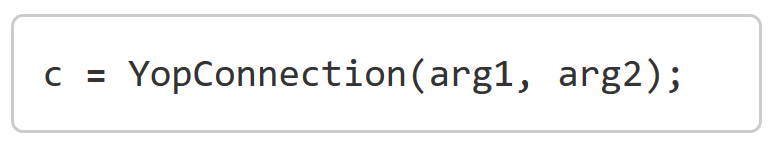 c = YopConnection(arg1, arg2);